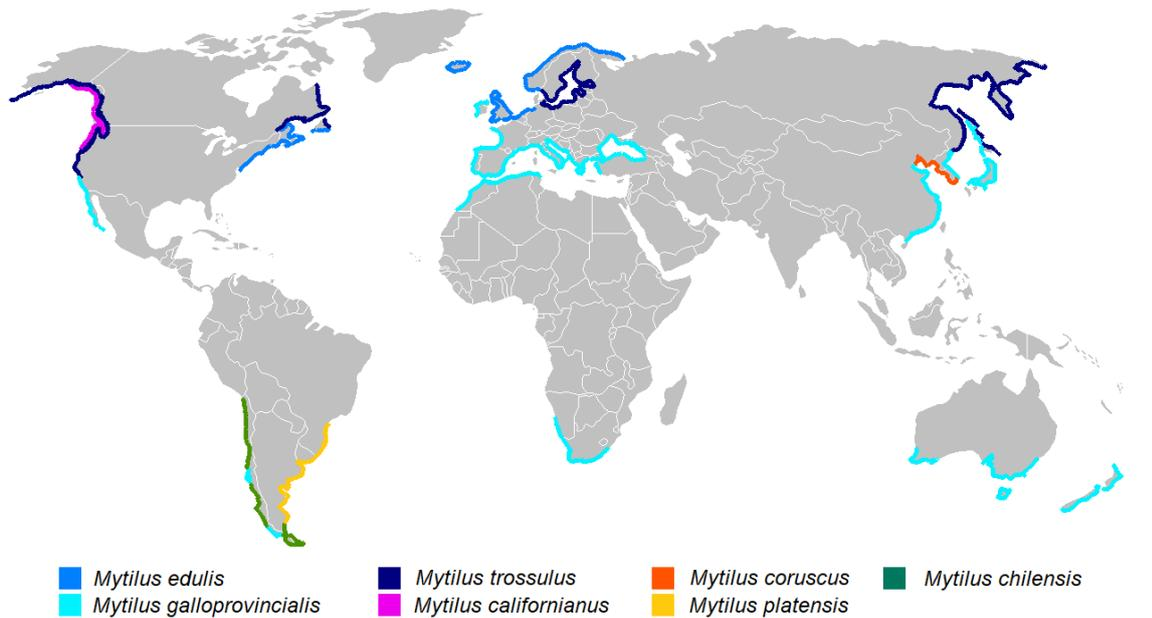 Mytilus edulis
Mytilus trossulus
Mytilus coruscus
Mytilus chilensis
Mytilus galloprovincialis
Mytilus californianus
Mytilus platensis